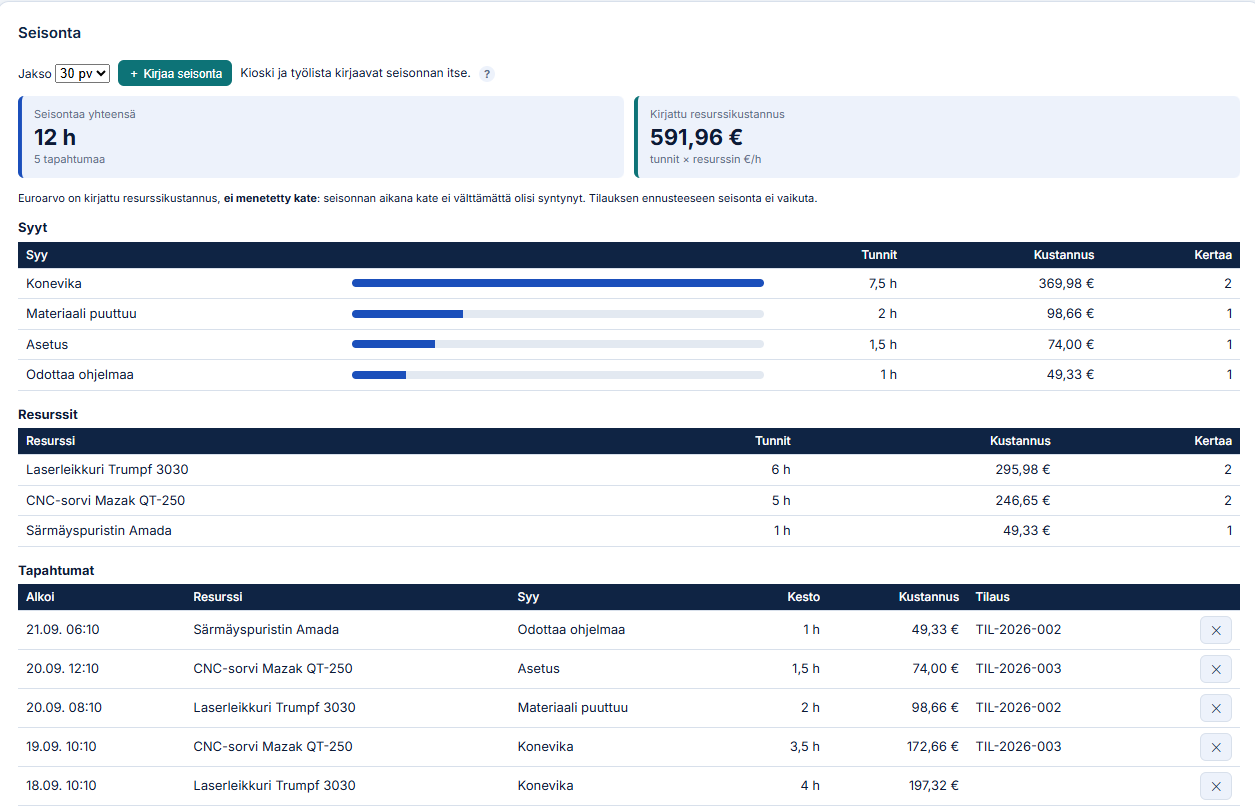 Seisonta
Jakso 30 pv + Kirjaa seisonta Kioski ja työlista kirjaavat seisonnan itse. ?
Seisontaa yhteensä
12 h
5 tapahtumaa
Kirjattu resurssikustannus
591,96 €
tunnit × resurssin €/h
Euroarvo on kirjattu resurssikustannus, ei menetetty kate: seisonnan aikana kate ei välttämättä olisi syntynyt. Tilauksen ennusteeseen seisonta ei vaikuta.
Syyt
Syy Tunnit Kustannus Kertaa
Konevika 7,5 h 369,98 € 2
Materiaali puuttuu 2 h 98,66 € 1
Asetus 1,5 h 74,00 € 1
Odottaa ohjelmaa 1 h 49,33 € 1
Resurssit
Resurssi Tunnit Kustannus Kertaa
Laserleikkuri Trumpf 3030 6 h 295,98 € 2
CNC-sorvi Mazak QT-250 5 h 246,65 € 2
Särmäyspuristin Amada 1 h 49,33 € 1
Tapahtumat
Alkoi Resurssi Syy Kesto Kustannus Tilaus
21.09. 06:10 Särmäyspuristin Amada Odottaa ohjelmaa 1 h 49,33 € TIL-2026-002
20.09. 12:10 CNC-sorvi Mazak QT-250 Asetus 1,5 h 74,00 € TIL-2026-003
20.09. 08:10 Laserleikkuri Trumpf 3030 Materiaali puuttuu 2 h 98,66 € TIL-2026-002
19.09. 10:10 CNC-sorvi Mazak QT-250 Konevika 3,5 h 172,66 € TIL-2026-003
18.09. 10:10 Laserleikkuri Trumpf 3030 Konevika 4 h 197,32 €